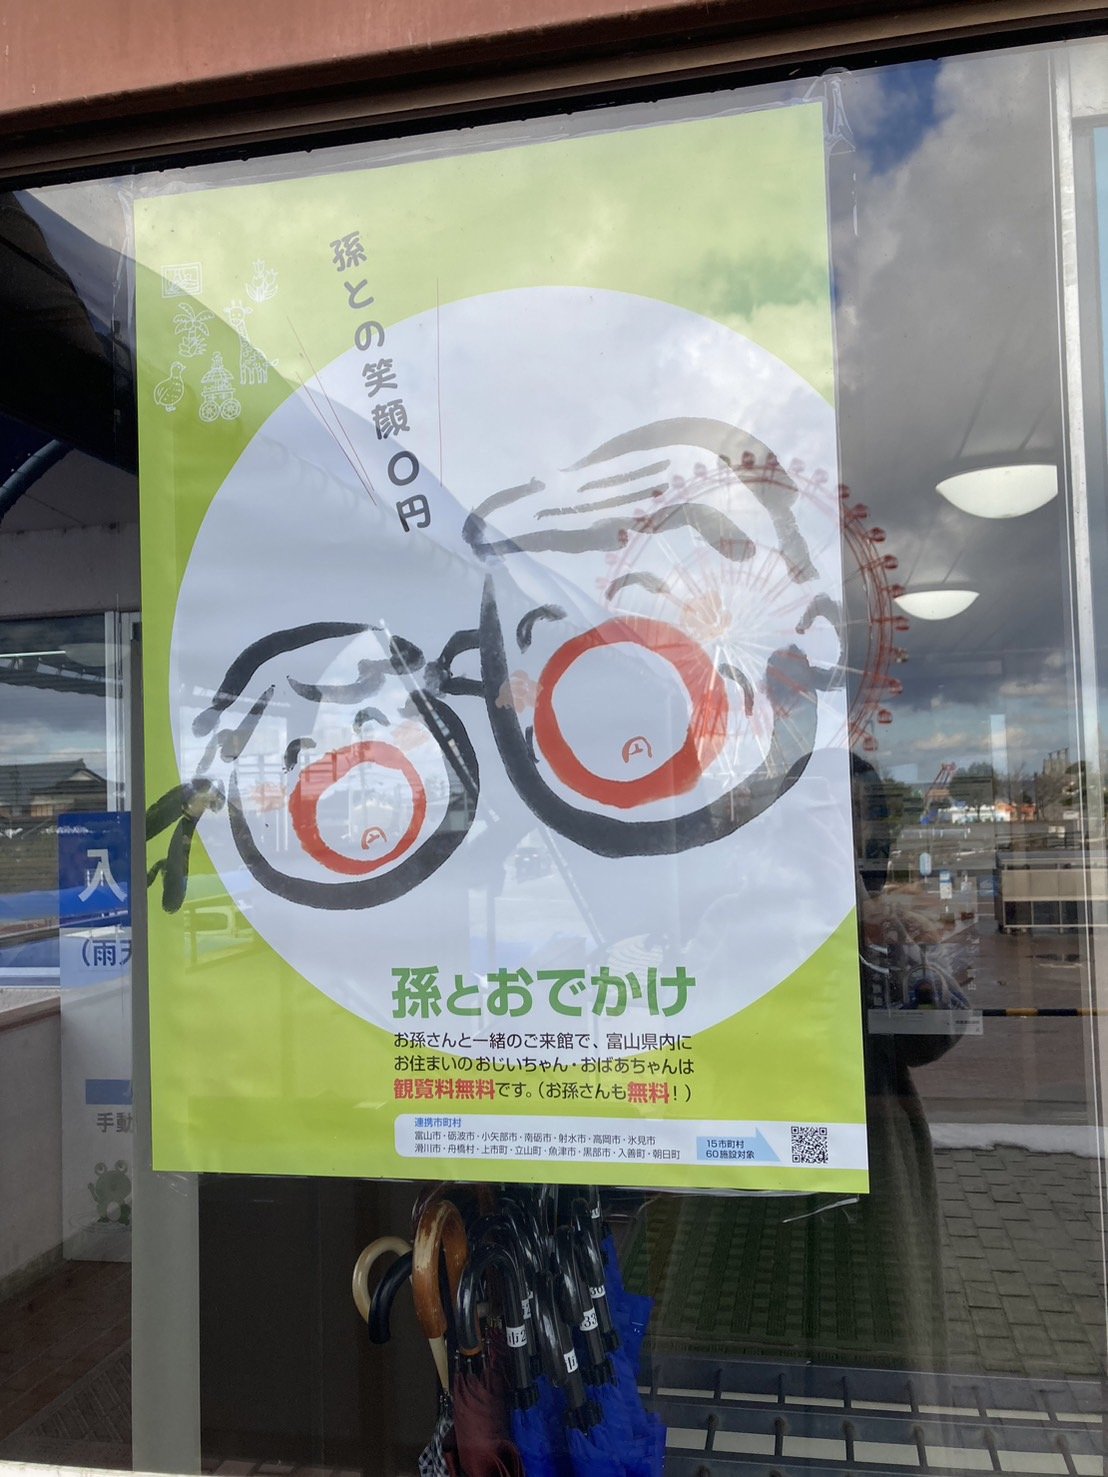 孫との笑顔0円
孫とおでかけ
お孫さんと一緒のご来館で、富山県内に
お住まいのおじいちゃん・おばあちゃんは
観覧料無料です。(お孫さんも無料!)
連携市町村
富山市・砺波市・小矢部市・南砺市・射水市・高岡市・氷見市
滑川市・舟橋村・上市町・立山町・魚津市・黒部市・入善町・朝日町
15市町村
60施設対象
入
(雨天
手動